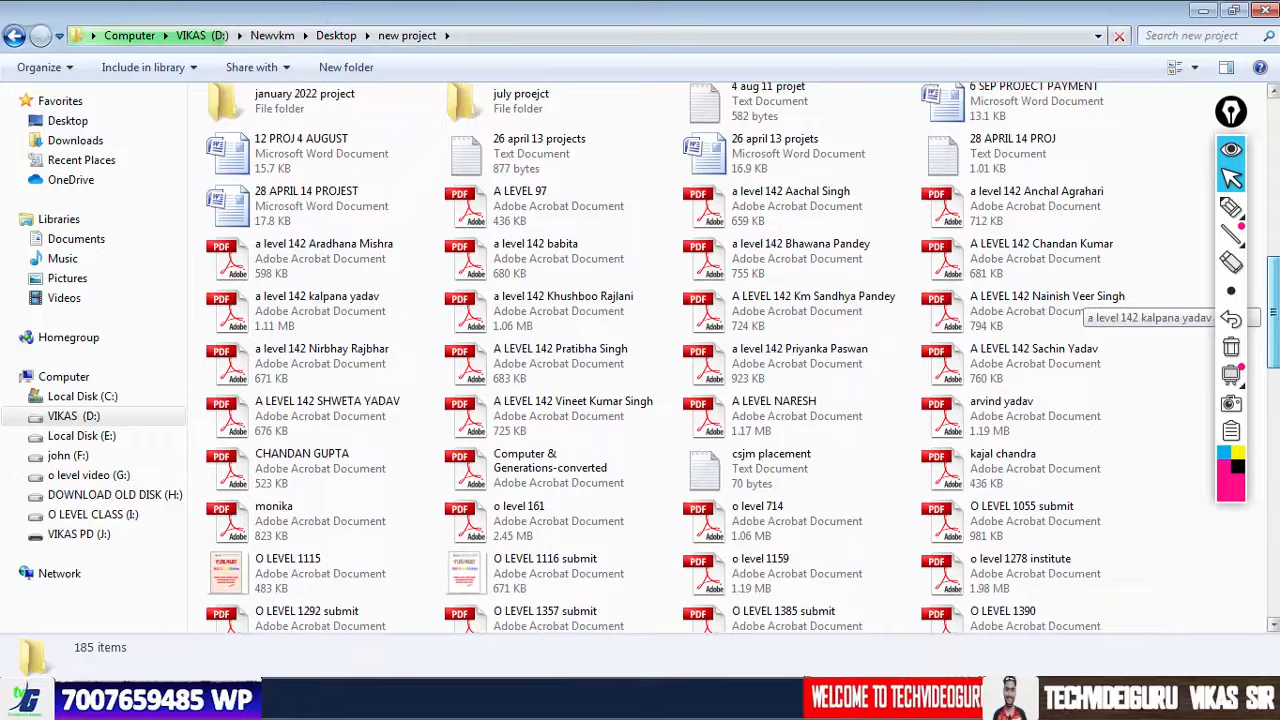 Computer VIKAS (D:) Newvkm Desktop new project
Search new project
Organize Include in library Share with New folder
Favorites
Desktop
Downloads
Recent Places
OneDrive
Libraries
Documents
Music
Pictures
Videos
Homegroup
Computer
Local Disk (C:)
VIKAS (D:)
Local Disk (E:)
john (F:)
o level video (G:)
DOWNLOAD OLD DISK (H:)
O LEVEL CLASS (I:)
VIKAS PD (J:)
Network
january 2022 project
File folder
july proejct
File folder
4 aug 11 projet
Text Document
582 bytes
6 SEP PROJECT PAYMENT
Microsoft Word Document
13.1 KB
12 PROJ 4 AUGUST
Microsoft Word Document
15.7 KB
26 april 13 projets
Text Document
877 bytes
26 april 13 projets
Microsoft Word Document
16.9 KB
28 APRIL 14 PROJ
Text Document
1.01 KB
28 APRIL 14 PROJEST
Microsoft Word Document
17.8 KB
A LEVEL 97
Adobe Acrobat Document
436 KB
a level 142 Aachal Singh
Adobe Acrobat Document
659 KB
a level 142 Anchal Agrahari
Adobe Acrobat Document
712 KB
a level 142 Aradhana Mishra
Adobe Acrobat Document
598 KB
a level 142 babita
Adobe Acrobat Document
680 KB
a level 142 Bhawana Pandey
Adobe Acrobat Document
755 KB
A LEVEL 142 Chandan Kumar
Adobe Acrobat Document
681 KB
a level 142 kalpana yadav
Adobe Acrobat Document
1.11 MB
a level 142 Khushboo Rajlani
Adobe Acrobat Document
1.06 MB
A LEVEL 142 Km Sandhya Pandey
Adobe Acrobat Document
724 KB
A LEVEL 142 Nainish Veer Singh
Adobe Acrobat Docume
794 KB
a level 142 kalpana yadav
a level 142 Nirbhay Rajbhar
Adobe Acrobat Document
671 KB
A LEVEL 142 Pratibha Singh
Adobe Acrobat Document
683 KB
a level 142 Priyanka Paswan
Adobe Acrobat Document
923 KB
A LEVEL 142 Sachin Yadav
Adobe Acrobat Document
760 KB
A LEVEL 142 SHWETA YADAV
Adobe Acrobat Document
676 KB
A LEVEL 142 Vineet Kumar Singh
Adobe Acrobat Document
725 KB
A LEVEL NARESH
Adobe Acrobat Document
1.17 MB
arvind yadav
Adobe Acrobat Document
1.19 MB
CHANDAN GUPTA
Adobe Acrobat Document
523 KB
Computer &
Generations-converted
Adobe Acrobat Document
csjm placement
Text Document
70 bytes
kajal chandra
Adobe Acrobat Document
436 KB
monika
Adobe Acrobat Document
823 KB
o level 161
Adobe Acrobat Document
2.45 MB
o level 714
Adobe Acrobat Document
1.06 MB
O LEVEL 1055 submit
Adobe Acrobat Document
981 KB
O LEVEL 1115
Adobe Acrobat Document
483 KB
O LEVEL 1116 submit
Adobe Acrobat Document
671 KB
o level 1159
Adobe Acrobat Document
1.19 MB
o level 1278 institute
Adobe Acrobat Document
1.98 MB
O LEVEL 1292 submit
Adobe Acrobat Document
O LEVEL 1357 submit
Adobe Acrobat Document
O LEVEL 1385 submit
Adobe Acrobat Document
O LEVEL 1390
Adobe Acrobat Document
185 items
7007659485 WP
WELCOME TO TECHVIDEOGURU
TECHVIDEIGURU VIKAS SIR